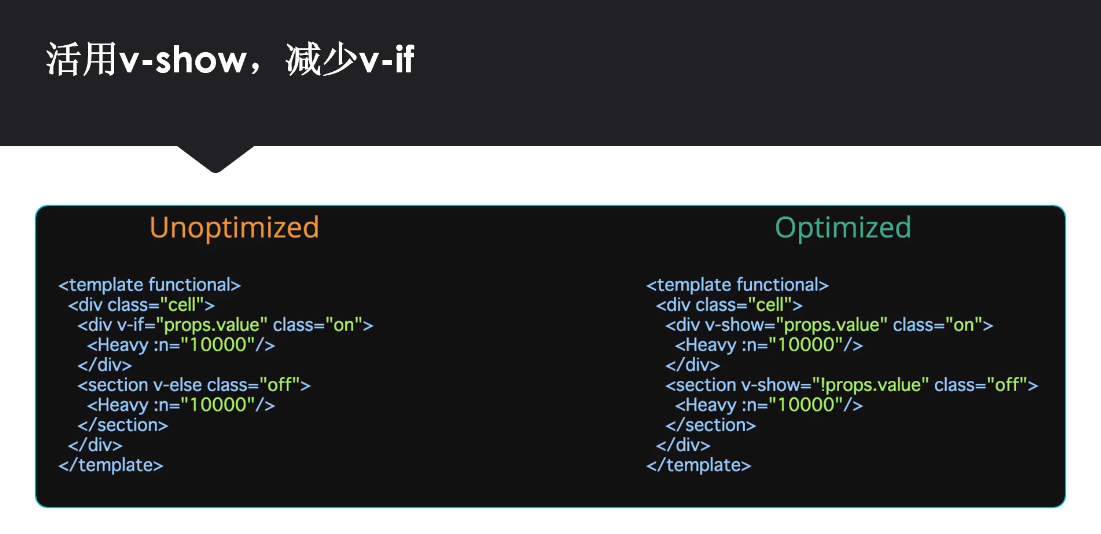 活用v-show，减少v-if
Unoptimized
<template functional>
<div class="cell">
<div v-if="props.value" class="on">
<Heavy :n="10000"/>
</div>
<section v-else class="off">
<Heavy :n="10000"/>
</section>
</div>
</template>
Optimized
<template functional>
<div class="cell">
<div v-show="props.value" class="on">
<Heavy :n="10000"/>
</div>
<section v-show="!props.value" class="off">
<Heavy :n="10000"/>
</section>
</div>
</template>